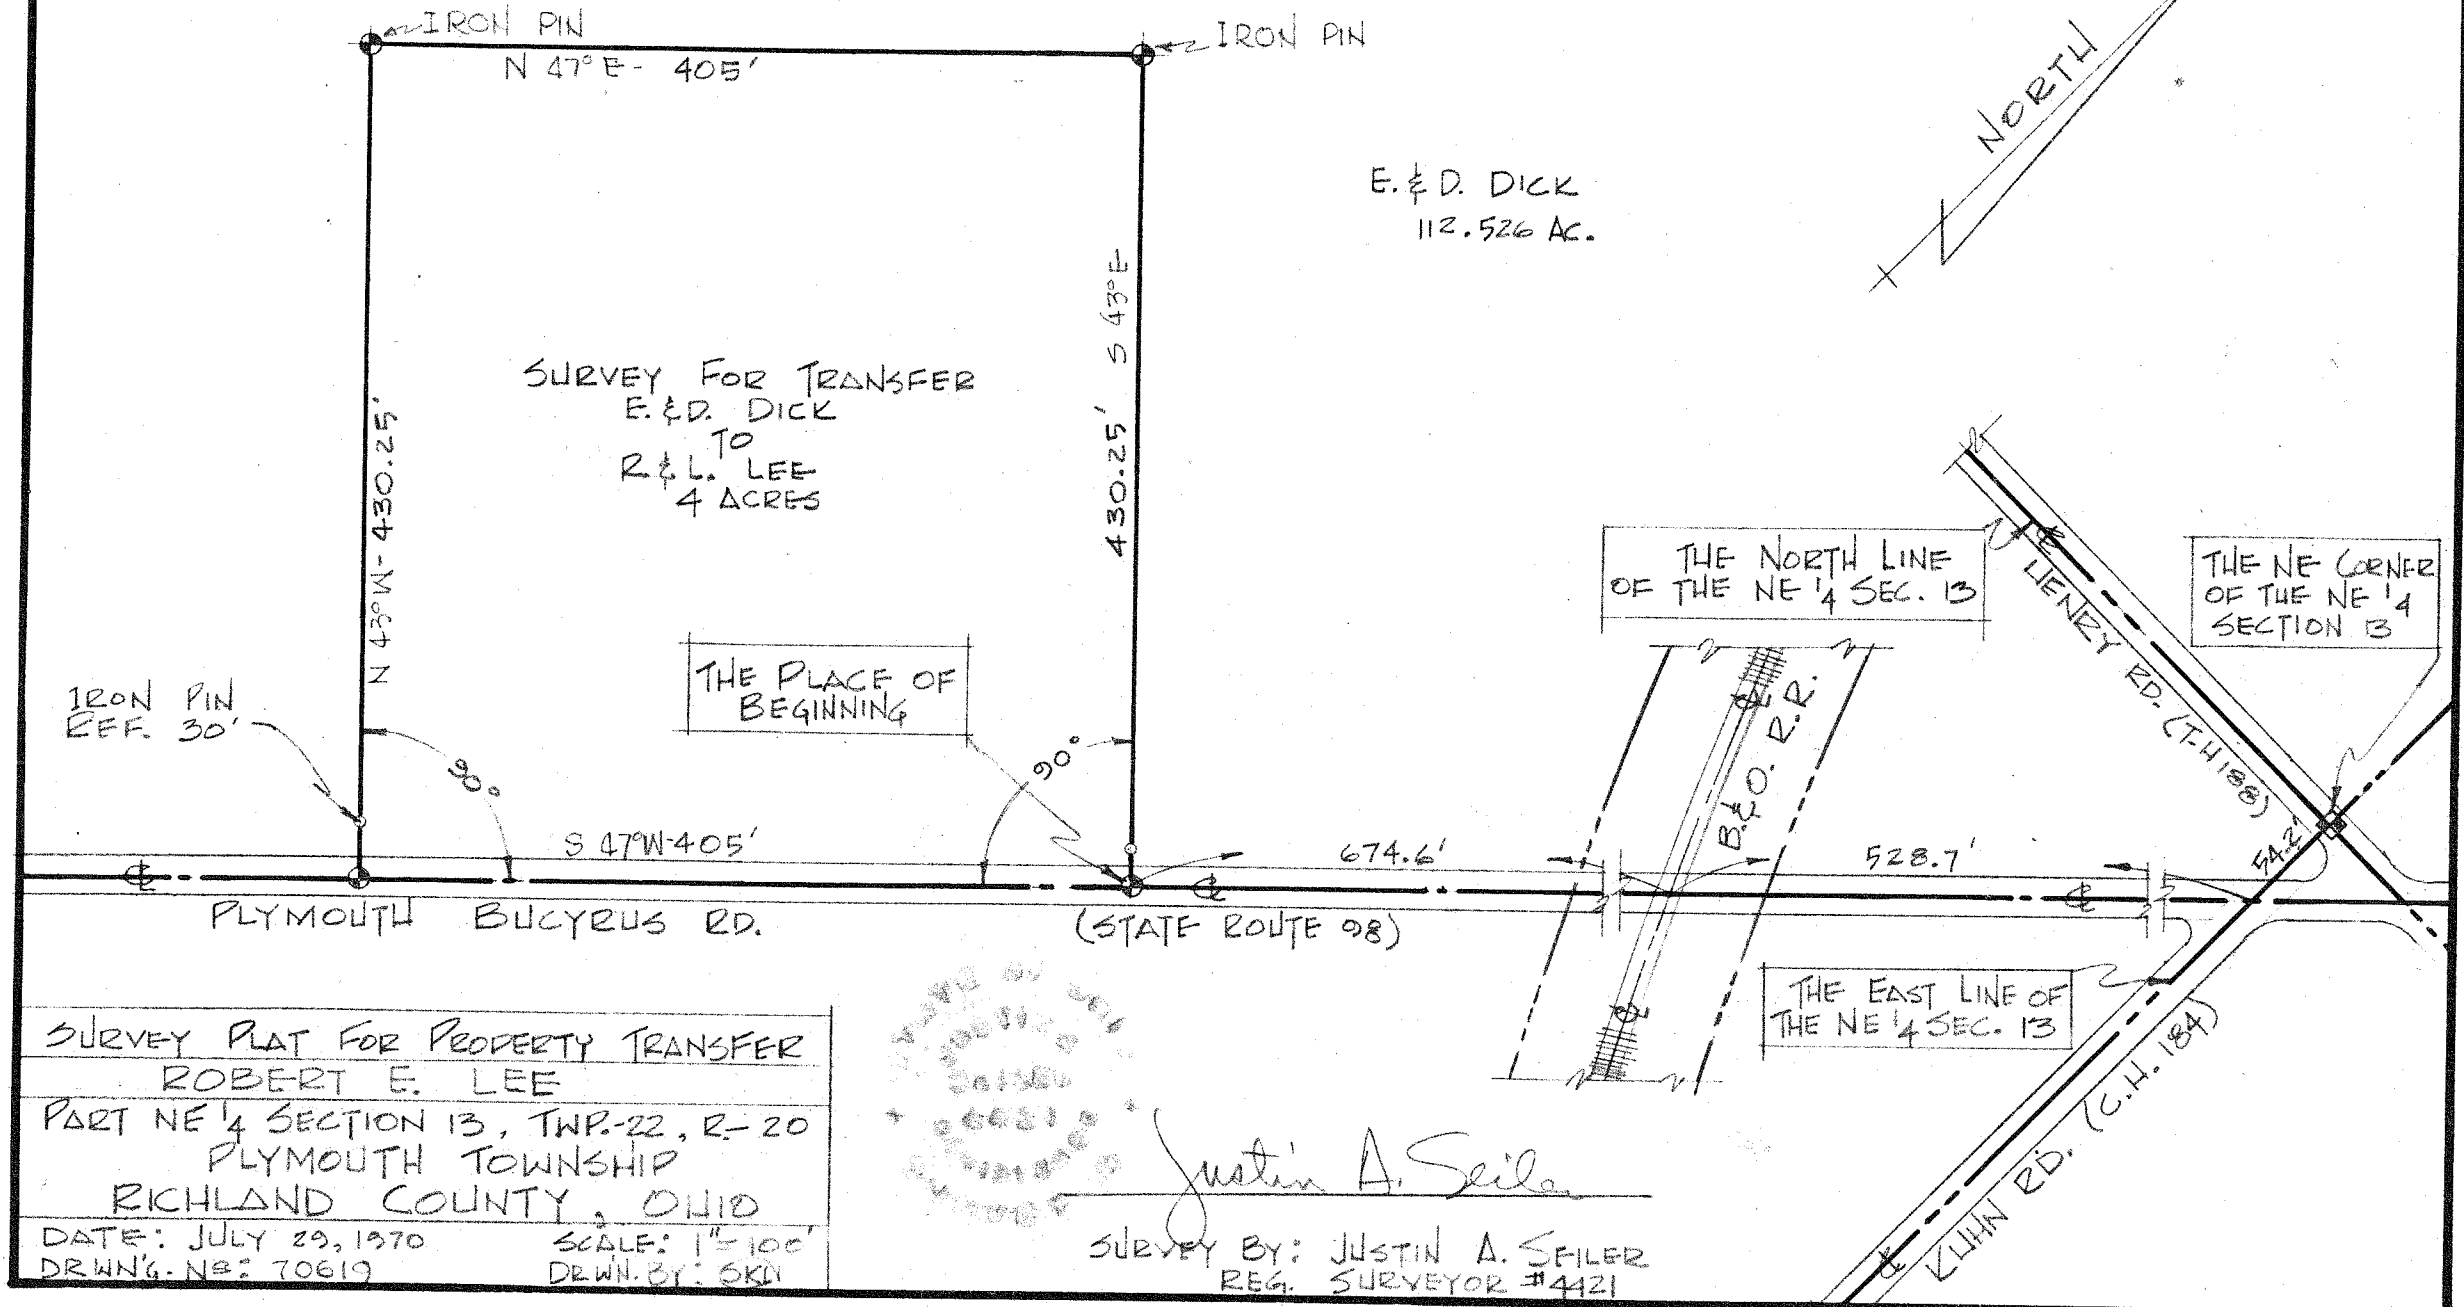 IRON PIN
IRON PIN
N 47° E - 405'
NORTH
E. & D. DICK
112.526 AC.
430.25' S 43° E
SURVEY FOR TRANSFER
E. & D. DICK
TO
R. & L. LEE
4 ACRES
N 43° W - 430.25'
THE NORTH LINE
OF THE NE 1/4 SEC. 13
THE NE CORNER
OF THE NE 1/4
SECTION 13
HENRY RD. (T.H 188)
THE PLACE OF
BEGINNING
IRON PIN
REF. 30'
90°
90°
B. & O. R.R.
S 47° W - 405'
674.6'
528.7'
54.2'
PLYMOUTH BUCYRUS RD.
(STATE ROUTE 98)
THE EAST LINE OF
THE NE 1/4 SEC. 13
KUHN RD. (C.H. 184)
SURVEY PLAT FOR PROPERTY TRANSFER
ROBERT E. LEE
PART NE 1/4 SECTION 13, TWP.-22, R-20
PLYMOUTH TOWNSHIP
RICHLAND COUNTY, OHIO
DATE: JULY 29, 1970 SCALE: 1"=100'
DRWN'G. No: 70619 DRWN. BY: SKN
Justin A. Seiler
SURVEY BY: JUSTIN A. SEILER
REG. SURVEYOR #4421